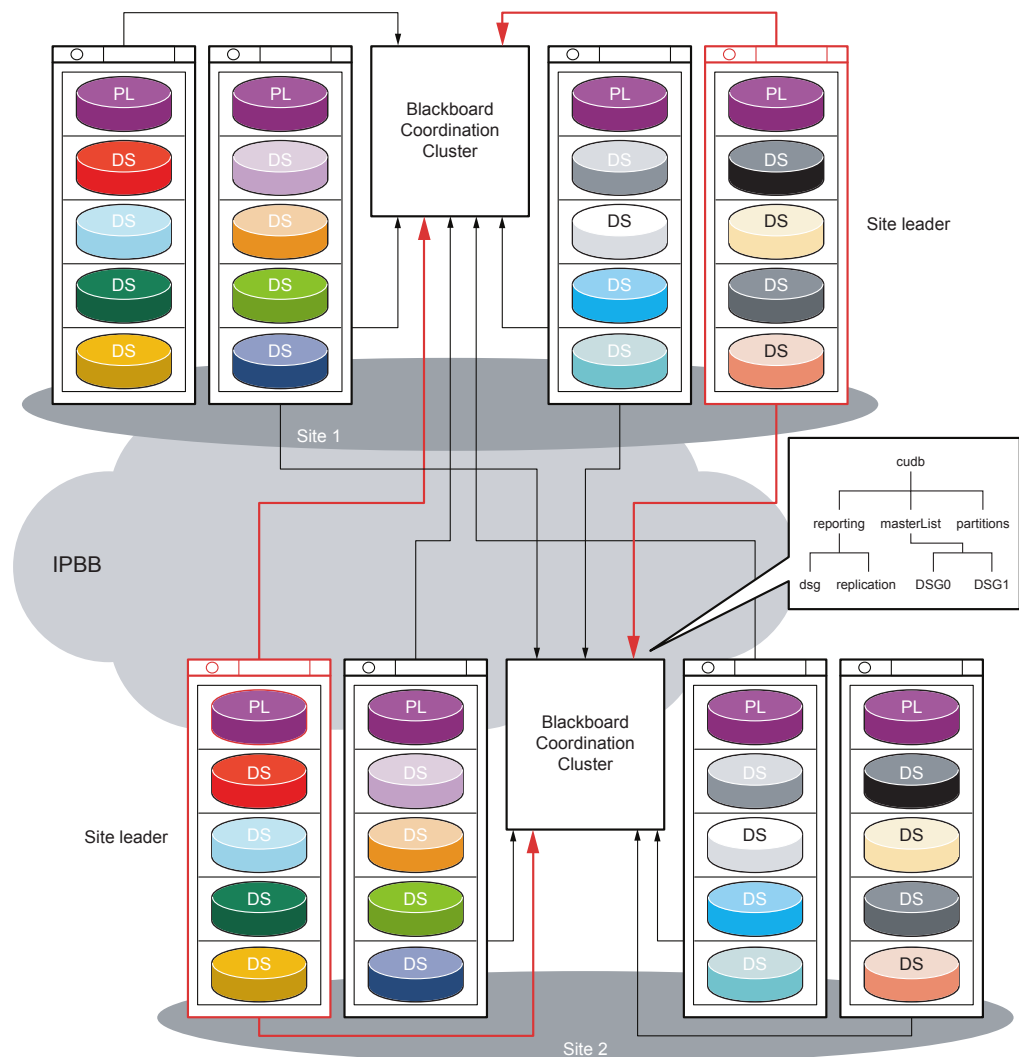 PL
PL
PL
PL
Blackboard
Coordination
Cluster
DS
DS
DS
DS
DS
DS
DS
DS
Site leader
DS
DS
DS
DS
DS
DS
DS
DS
Site 1
cudb
reporting masterList partitions
dsg replication DSG0 DSG1
IPBB
PL
PL
PL
PL
Blackboard
Coordination
Cluster
DS
DS
DS
DS
Site leader
DS
DS
DS
DS
DS
DS
DS
DS
DS
DS
DS
DS
Site 2